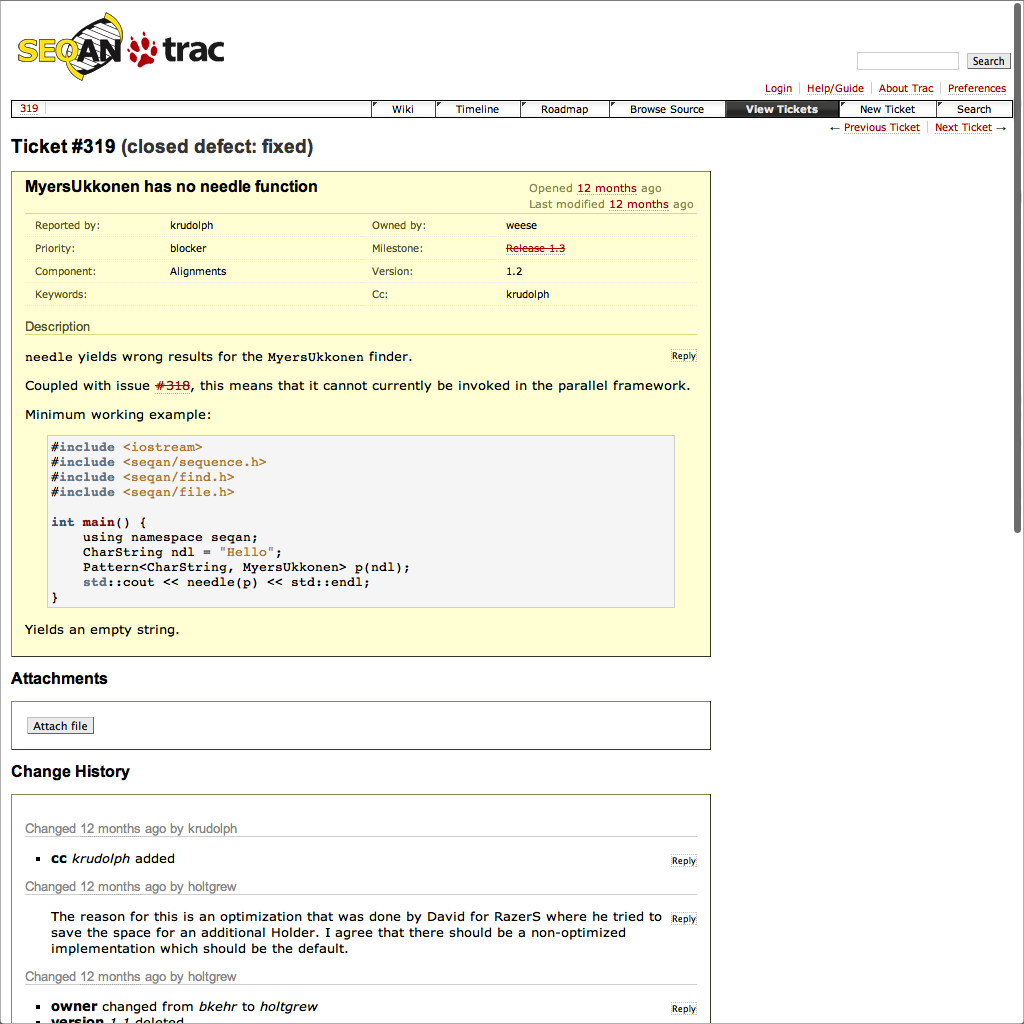 SEQAN trac
Search
Login Help/Guide About Trac Preferences
319 Wiki Timeline Roadmap Browse Source View Tickets New Ticket Search
← Previous Ticket Next Ticket →
Ticket #319 (closed defect: fixed)
MyersUkkonen has no needle function
Opened 12 months ago
Last modified 12 months ago
Reported by: krudolph Owned by: weese
Priority: blocker Milestone: Release 1.3
Component: Alignments Version: 1.2
Keywords: Cc: krudolph
Description
needle yields wrong results for the MyersUkkonen finder. Reply
Coupled with issue #318, this means that it cannot currently be invoked in the parallel framework.
Minimum working example:
#include <iostream>
#include <seqan/sequence.h>
#include <seqan/find.h>
#include <seqan/file.h>
int main() {
    using namespace seqan;
    CharString ndl = "Hello";
    Pattern<CharString, MyersUkkonen> p(ndl);
    std::cout << needle(p) << std::endl;
}
Yields an empty string.
Attachments
Attach file
Change History
Changed 12 months ago by krudolph
▪ cc krudolph added Reply
Changed 12 months ago by holtgrew
The reason for this is an optimization that was done by David for RazerS where he tried to Reply
save the space for an additional Holder. I agree that there should be a non-optimized
implementation which should be the default.
Changed 12 months ago by holtgrew
▪ owner changed from bkehr to holtgrew Reply
▪ version 1.1 deleted